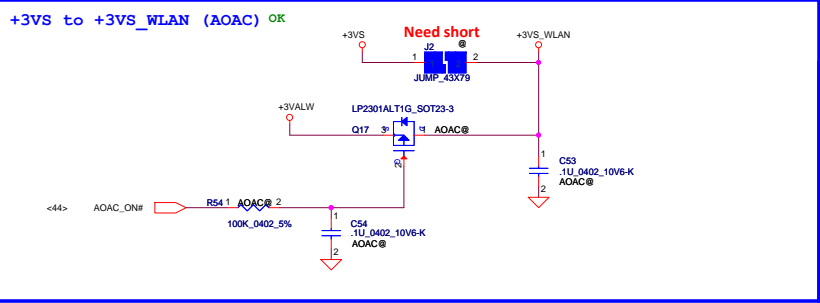 +3VS to +3VS_WLAN (AOAC) OK
Need short
+3VS
J2
@
+3VS_WLAN
1
2
JUMP_43X79
+3VALW
LP2301ALT1G_SOT23-3
Q17
3
1
AOAC@
2
1
C53
.1U_0402_10V6-K
AOAC@
2
<44>
AOAC_ON#
R54 1 AOAC@ 2
100K_0402_5%
1
C54
.1U_0402_10V6-K
AOAC@
2